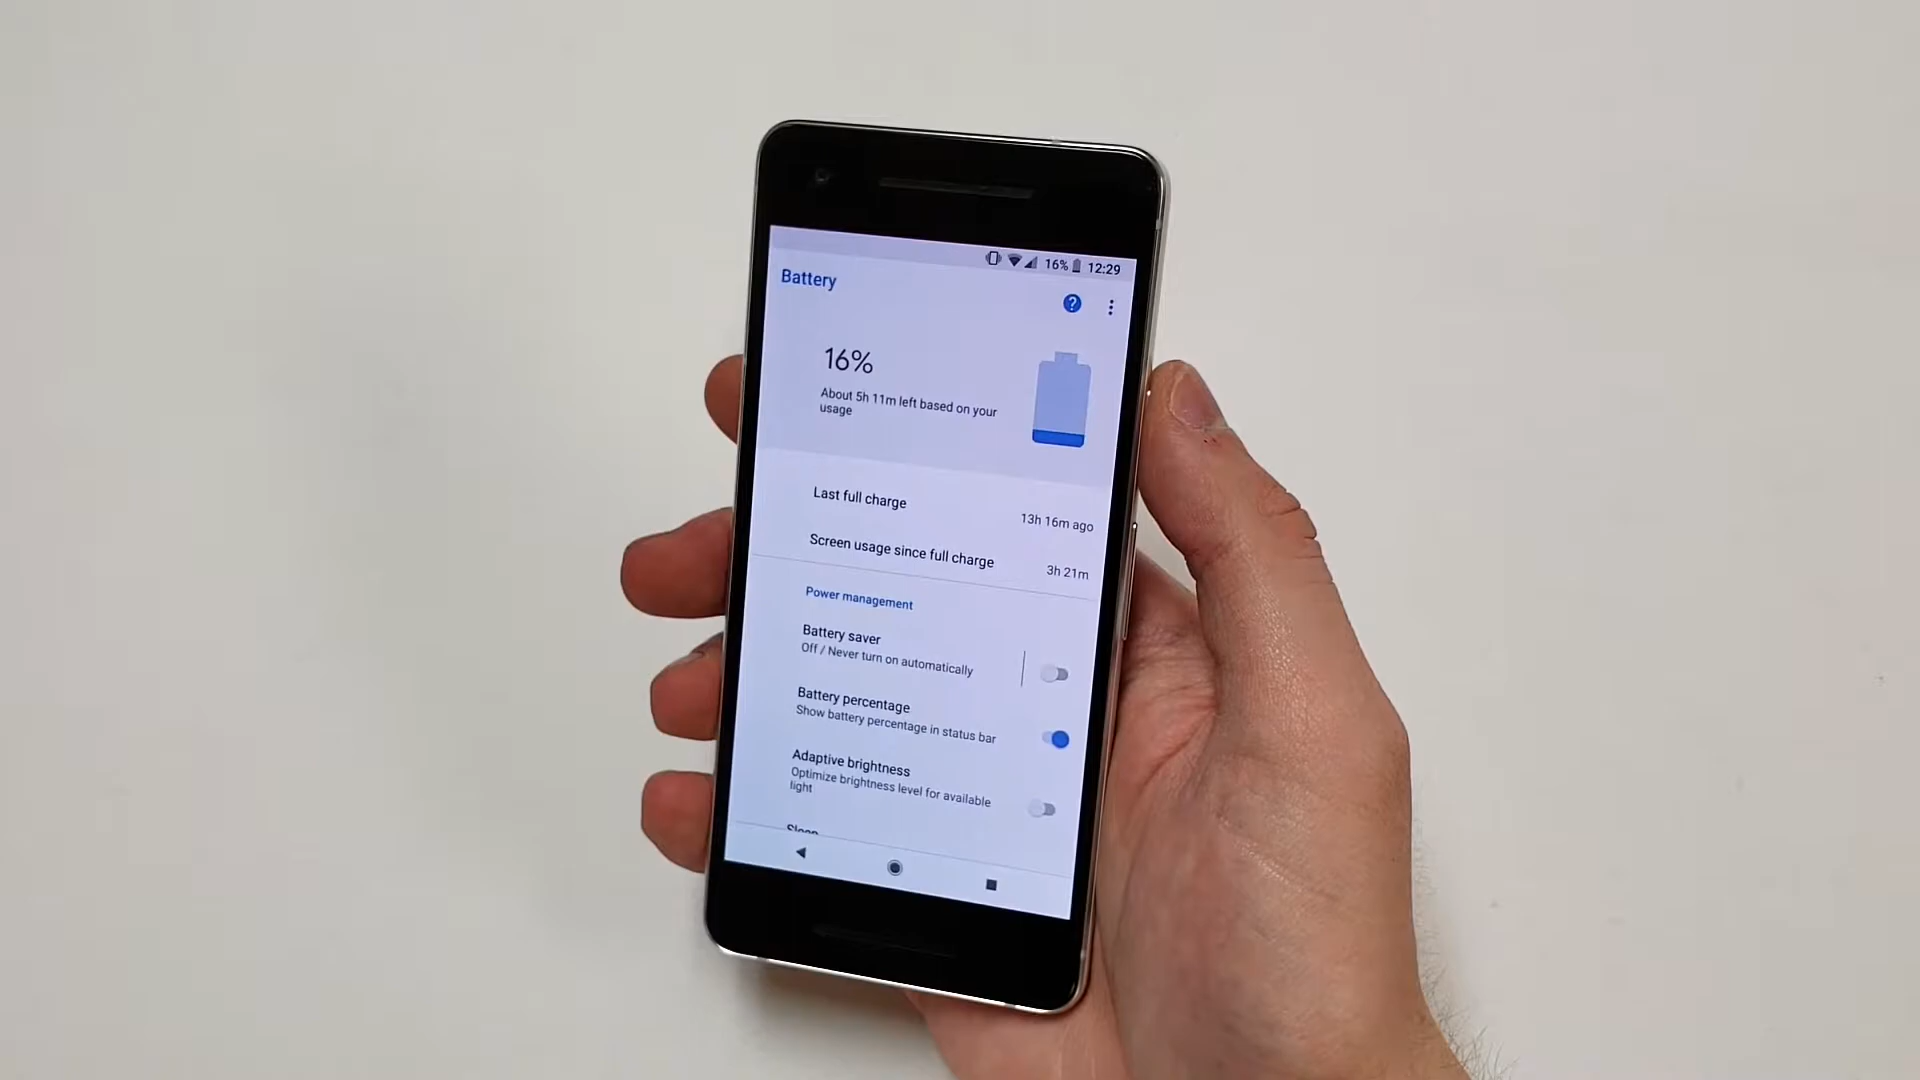 16% 12:29
Battery
?
16%
About 5h 11m left based on your
usage
Last full charge
13h 16m ago
Screen usage since full charge
3h 21m
Power management
Battery saver
Off / Never turn on automatically
Battery percentage
Show battery percentage in status bar
Adaptive brightness
Optimize brightness level for available
light
Sleep